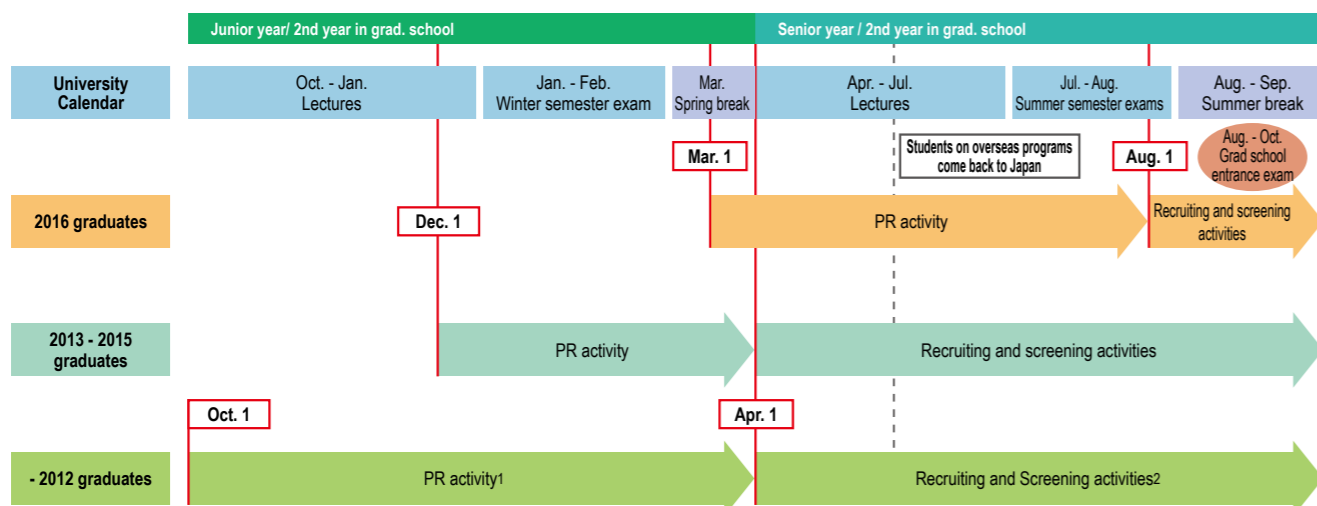 Junior year/ 2nd year in grad. school
Senior year / 2nd year in grad. school
University
Calendar
Oct. - Jan.
Lectures
Jan. - Feb.
Winter semester exam
Mar.
Spring break
Apr. - Jul.
Lectures
Jul. - Aug.
Summer semester exams
Aug. - Sep.
Summer break
Mar. 1
Students on overseas programs
come back to Japan
Aug. 1
Aug. - Oct.
Grad school
entrance exam
2016 graduates
Dec. 1
PR activity
Recruiting and screening
activities
2013 - 2015
graduates
PR activity
Recruiting and screening activities
Oct. 1
Apr. 1
- 2012 graduates
PR activity1
Recruiting and Screening activities2